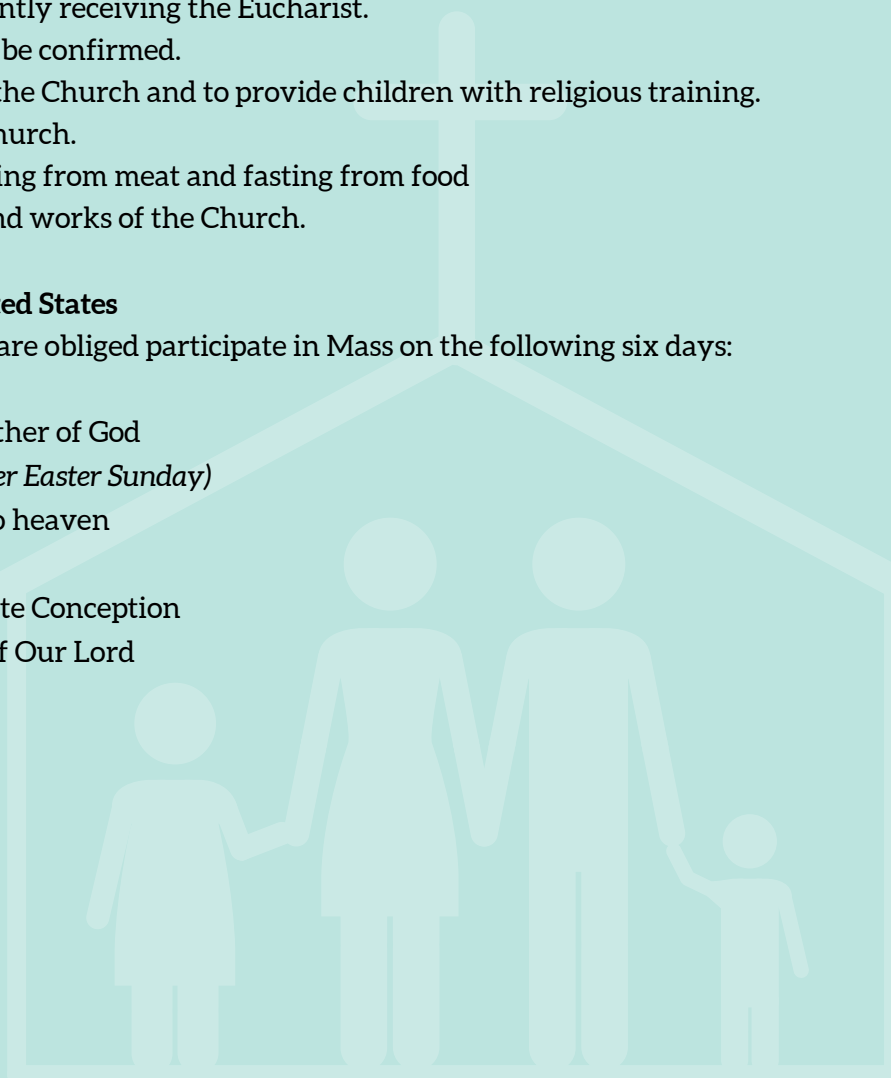 ntly receiving the Eucharist.
be confirmed.
the Church and to provide children with religious training.
hurch.
ing from meat and fasting from food
nd works of the Church.
ted States
are obliged participate in Mass on the following six days:
ther of God
er Easter Sunday)
o heaven
te Conception
f Our Lord